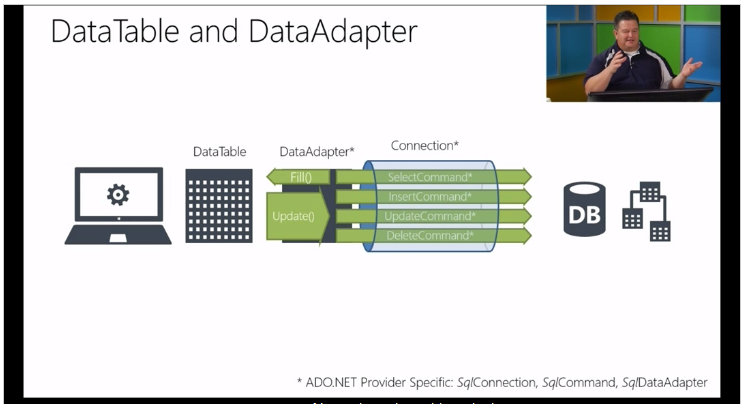 DataTable and DataAdapter
DataTable
DataAdapter*
Connection*
Fill()
SelectCommand*
InsertCommand*
Update()
UpdateCommand*
DeleteCommand*
DB
* ADO.NET Provider Specific: SqlConnection, SqlCommand, SqlDataAdapter